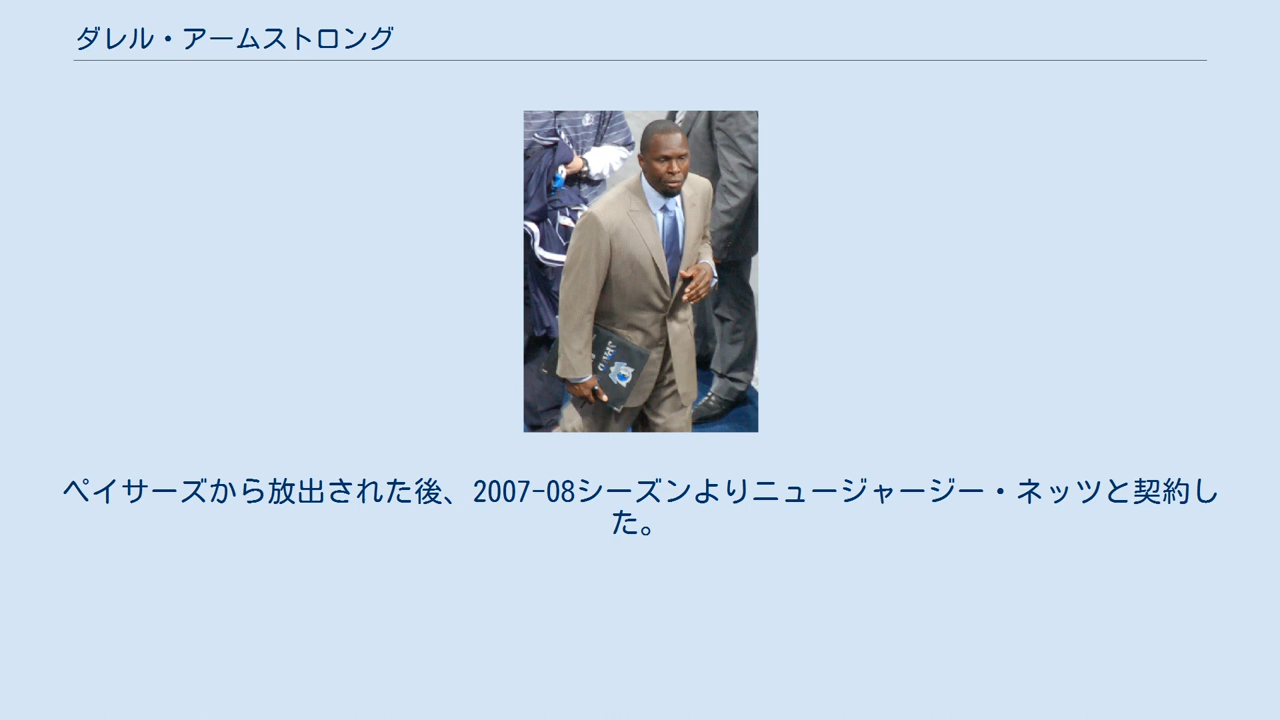 ダレル・アームストロング
ペイサーズから放出された後、2007-08シーズンよりニュージャージー・ネッツと契約し
た。